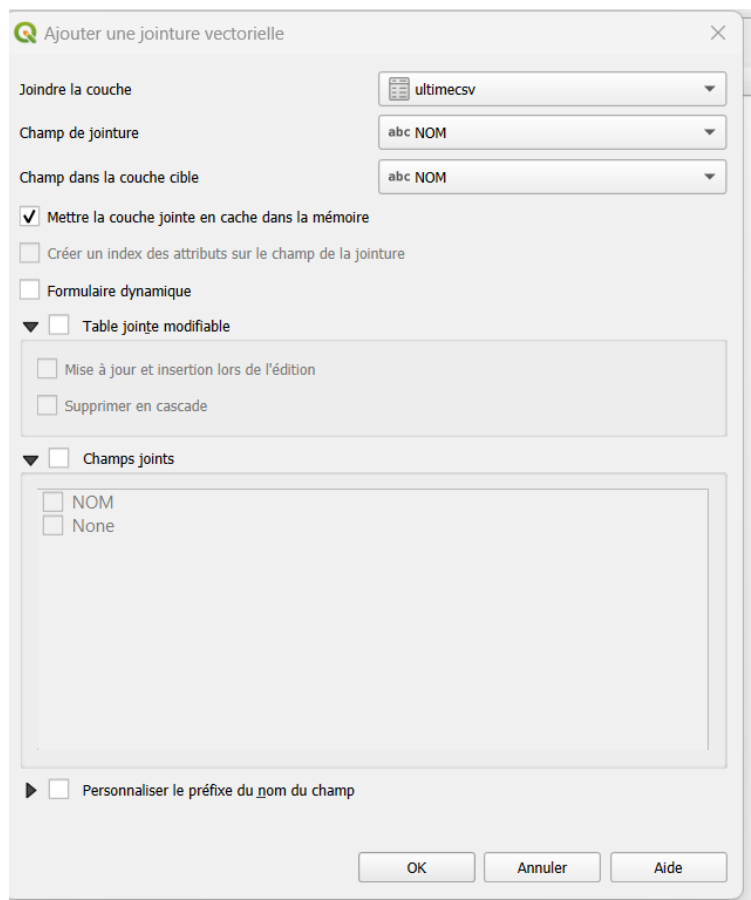 Ajouter une jointure vectorielle
Joindre la couche
ultimecsv
Champ de jointure
abc NOM
Champ dans la couche cible
abc NOM
Mettre la couche jointe en cache dans la mémoire
Créer un index des attributs sur le champ de la jointure
Formulaire dynamique
Table jointe modifiable
Mise à jour et insertion lors de l'édition
Supprimer en cascade
Champs joints
NOM
None
Personnaliser le préfixe du nom du champ
OK
Annuler
Aide